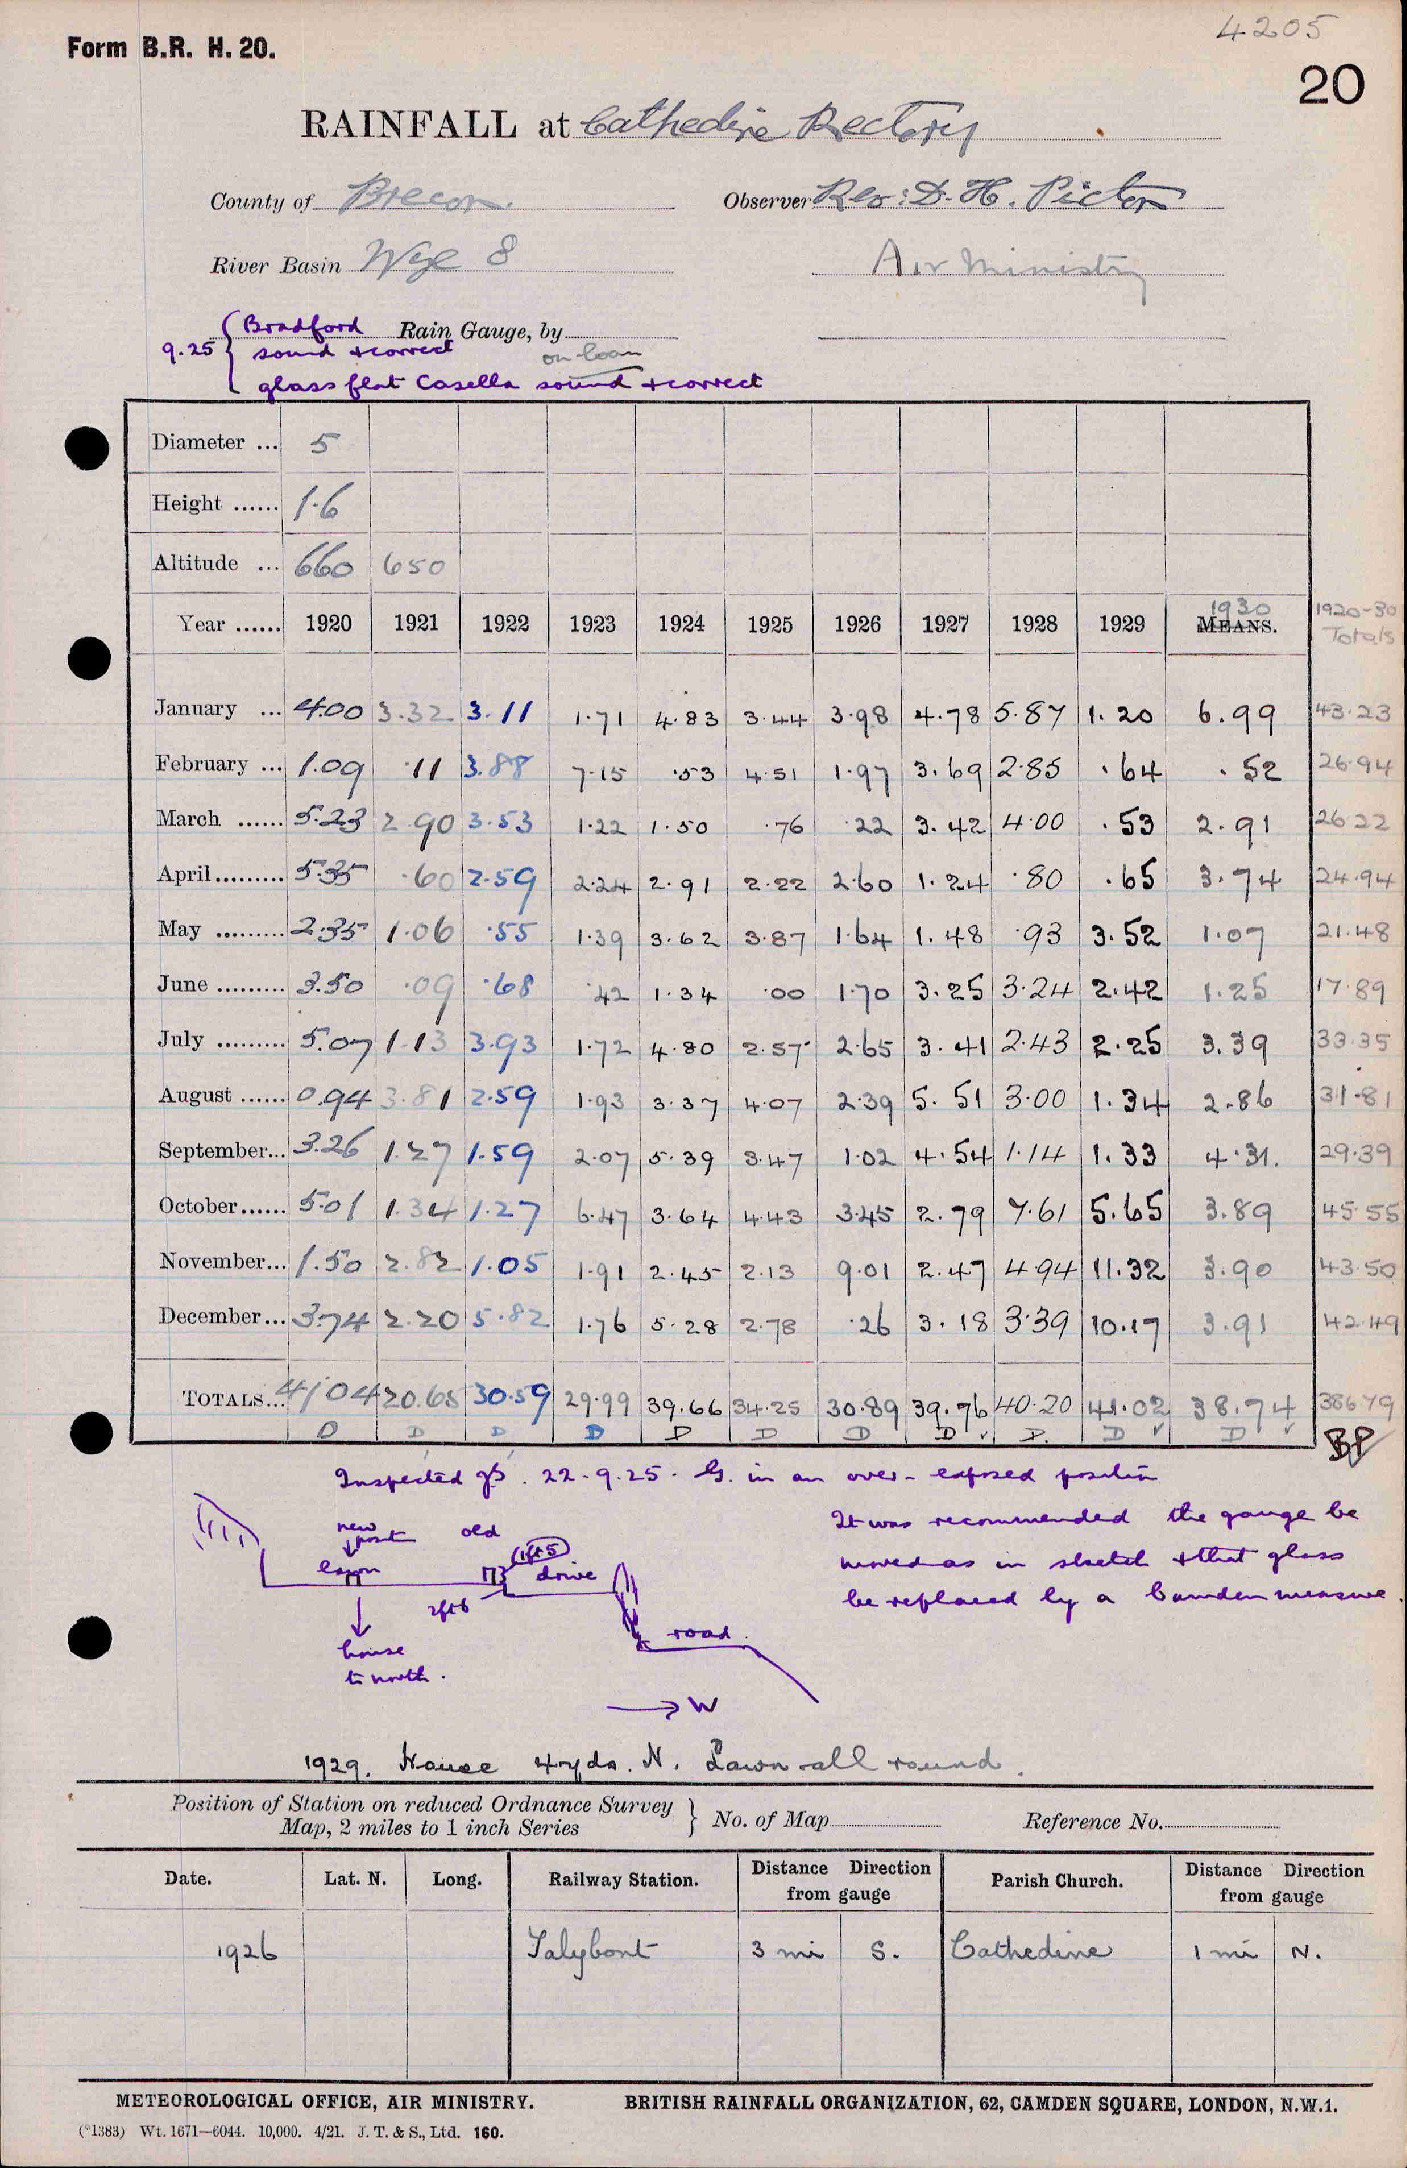 4205
Form B.R. H. 20.
20
RAINFALL at Cathedine Rectory
County of Brecon. Observer Rev: D. H. Picton
River Basin Wye 8 Air Ministry
Bradford Rain Gauge, by
9.25 sound + correct on loan
glass flat Casella sound + correct
Diameter ... 5
Height ...... 1.6
Altitude ... 660 650
Year ...... 1920 1921 1922 1923 1924 1925 1926 1927 1928 1929 1930 MEANS. 1920-30 Totals
January ... 4.00 3.32 3.11 1.71 4.83 3.44 3.98 4.78 5.87 1.20 6.99 43.23
February ... 1.09 .11 3.88 7.15 .53 4.51 1.97 3.69 2.85 .64 .52 26.94
March ...... 5.23 2.90 3.53 1.22 1.50 .76 .22 3.42 4.00 .53 2.91 26.22
April ......... 5.35 .60 2.59 2.24 2.91 2.22 2.60 1.24 .80 .65 3.74 24.94
May ......... 2.35 1.06 .55 1.39 3.62 3.87 1.64 1.48 .93 3.52 1.07 21.48
June ......... 3.50 .09 .68 .42 1.34 .00 1.70 3.25 3.24 2.42 1.25 17.89
July ......... 5.07 1.13 3.93 1.72 4.80 2.57 2.65 3.41 2.43 2.25 3.39 33.35
August ...... 0.94 3.81 2.59 1.93 3.37 4.07 2.39 5.51 3.00 1.34 2.86 31.81
September... 3.26 1.27 1.59 2.07 5.39 3.47 1.02 4.54 1.14 1.33 4.31. 29.39
October...... 5.01 1.34 1.27 6.47 3.64 4.43 3.45 2.79 7.61 5.65 3.89 45.55
November... 1.50 2.82 1.05 1.91 2.45 2.13 9.01 2.47 4.94 11.32 3.90 43.50
December... 3.74 2.20 5.82 1.76 5.28 2.78 .26 3.18 3.39 10.17 3.91 42.49
TOTALS... 41.04 20.65 30.59 29.99 39.66 34.25 30.89 39.76 40.20 41.02 38.74 386.79
D D D D D D D D ✓ D. D ✓ D ✓ BP
Inspected 22.9.25. G. in an over-exposed position
It was recommended the gauge be
moved as in sketch + that glass
be replaced by a Camden measure.
new post old
lawn 1ft5 drive
2ft6
house to north. road
→ W
1929. House 4 yds. N. Lawn all round.
Position of Station on reduced Ordnance Survey Map, 2 miles to 1 inch Series } No. of Map Reference No.
Date. Lat. N. Long. Railway Station. Distance Direction from gauge Parish Church. Distance Direction from gauge
1926 Talybont 3 mi S. Cathedine 1 mi N.
METEOROLOGICAL OFFICE, AIR MINISTRY. BRITISH RAINFALL ORGANIZATION, 62, CAMDEN SQUARE, LONDON, N.W.1.
(*1383) Wt. 1671—6044. 10,000. 4/21. J. T. & S., Ltd. 160.